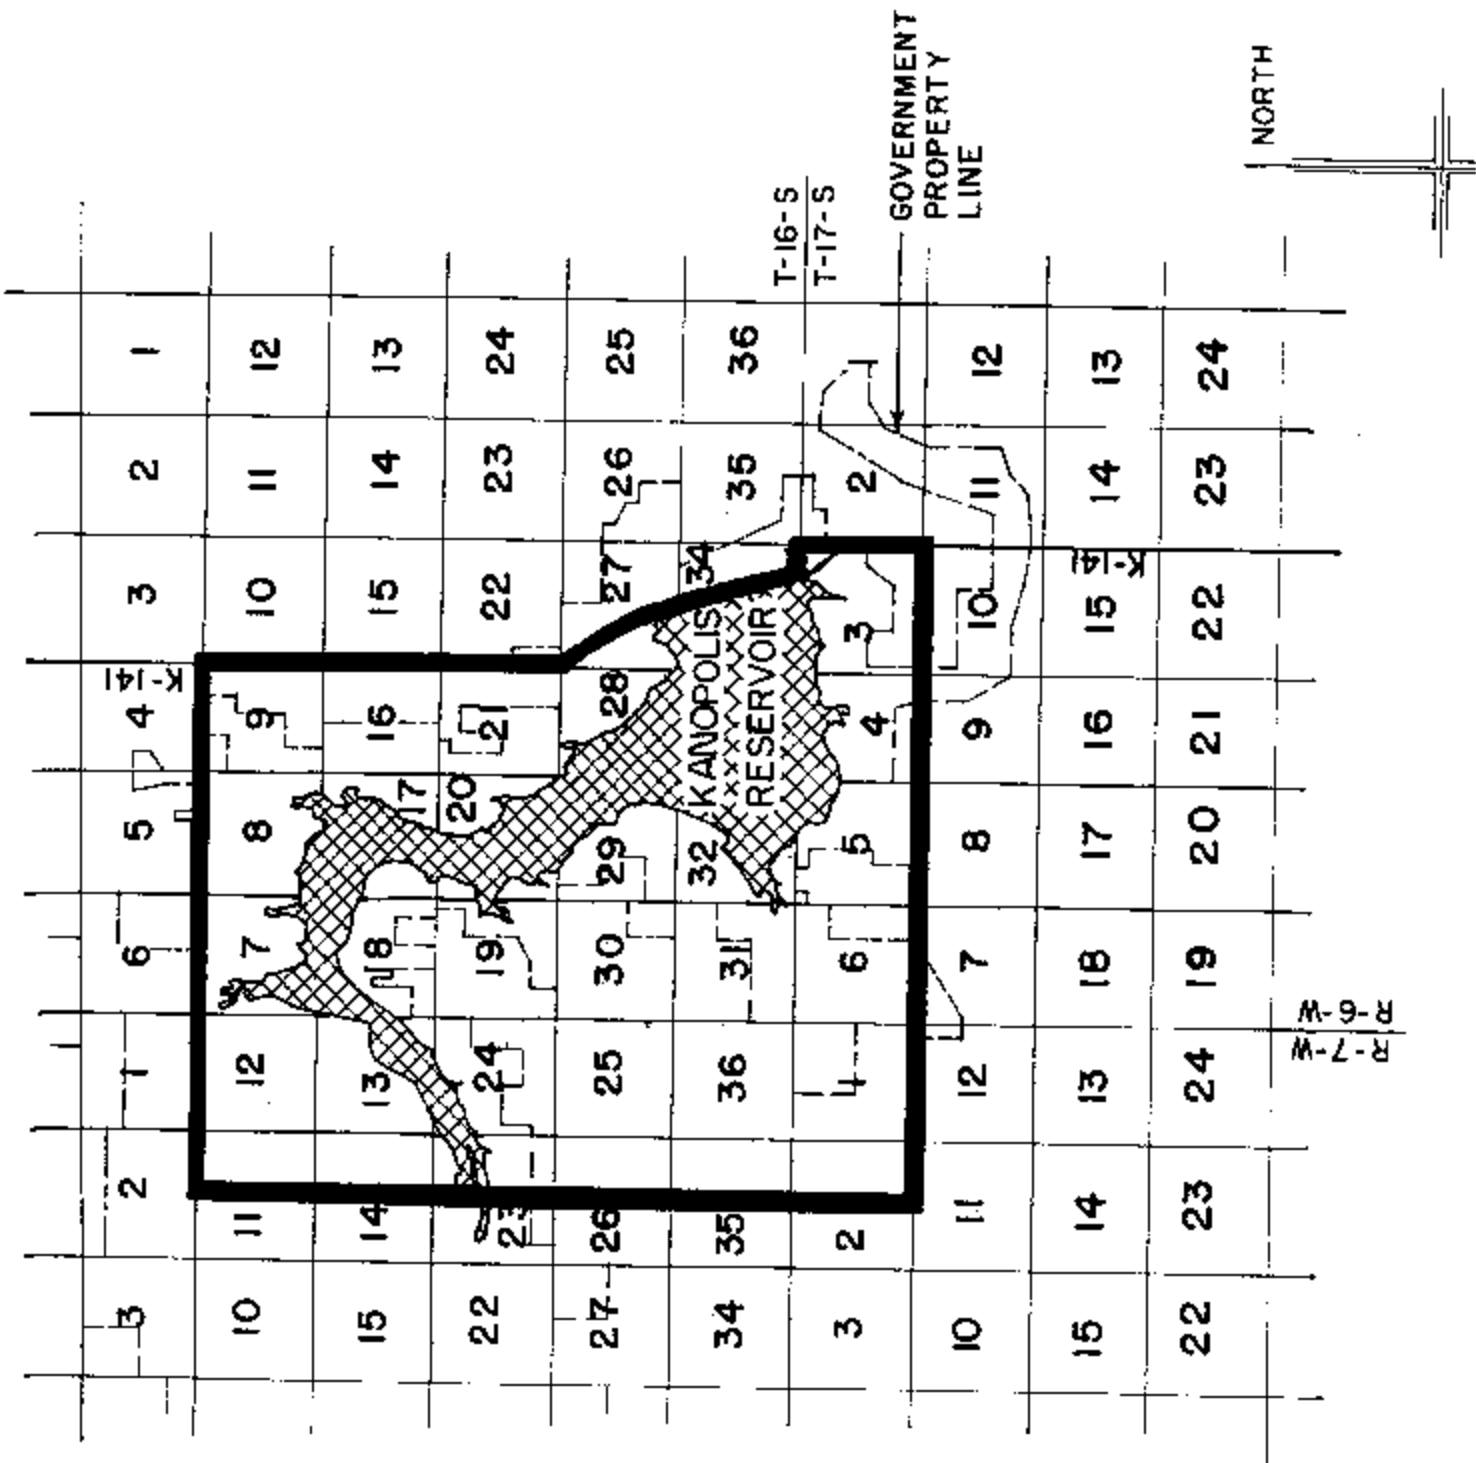 3 2 1 6 5 4 3 2 1
K-141
10 11 12 7 8 9 10 11 12
15 14 13 18 17 16 15 14 13
22 23 24 19 20 21 22 23 24
27 26 25 30 29 28 27 26 25
34 35 36 31 32 KANOPOLIS 34 35 36
RESERVOIR
T-16-S
T-17-S
3 2 1 6 5 4 3 2
GOVERNMENT
PROPERTY
LINE
10 11 12 7 8 9 10 11 12
15 14 13 18 17 16 15 14 13
K-141
22 23 24 19 20 21 22 23 24
NORTH
R-7-W
R-6-W